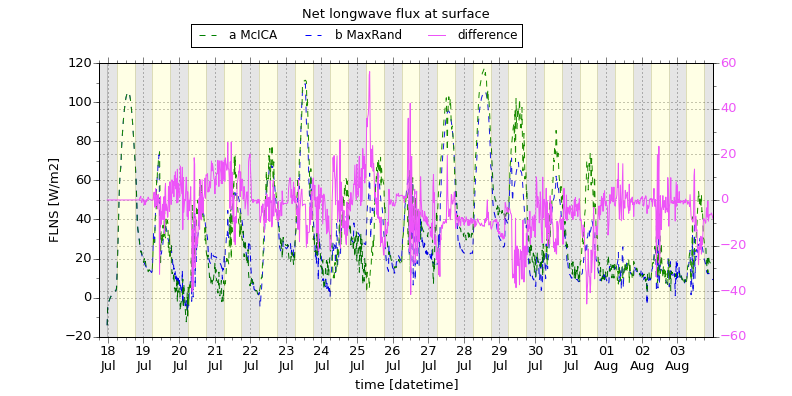 Net longwave flux at surface
a McICA b MaxRand difference
120 60
100 40
80 20
60 0
40 −20
20 −40
0 −60
−20
FLNS [W/m2]
18 19 20 21 22 23 24 25 26 27 28 29 30 31 01 02 03
Jul Jul Jul Jul Jul Jul Jul Jul Jul Jul Jul Jul Jul Jul Aug Aug Aug
time [datetime]